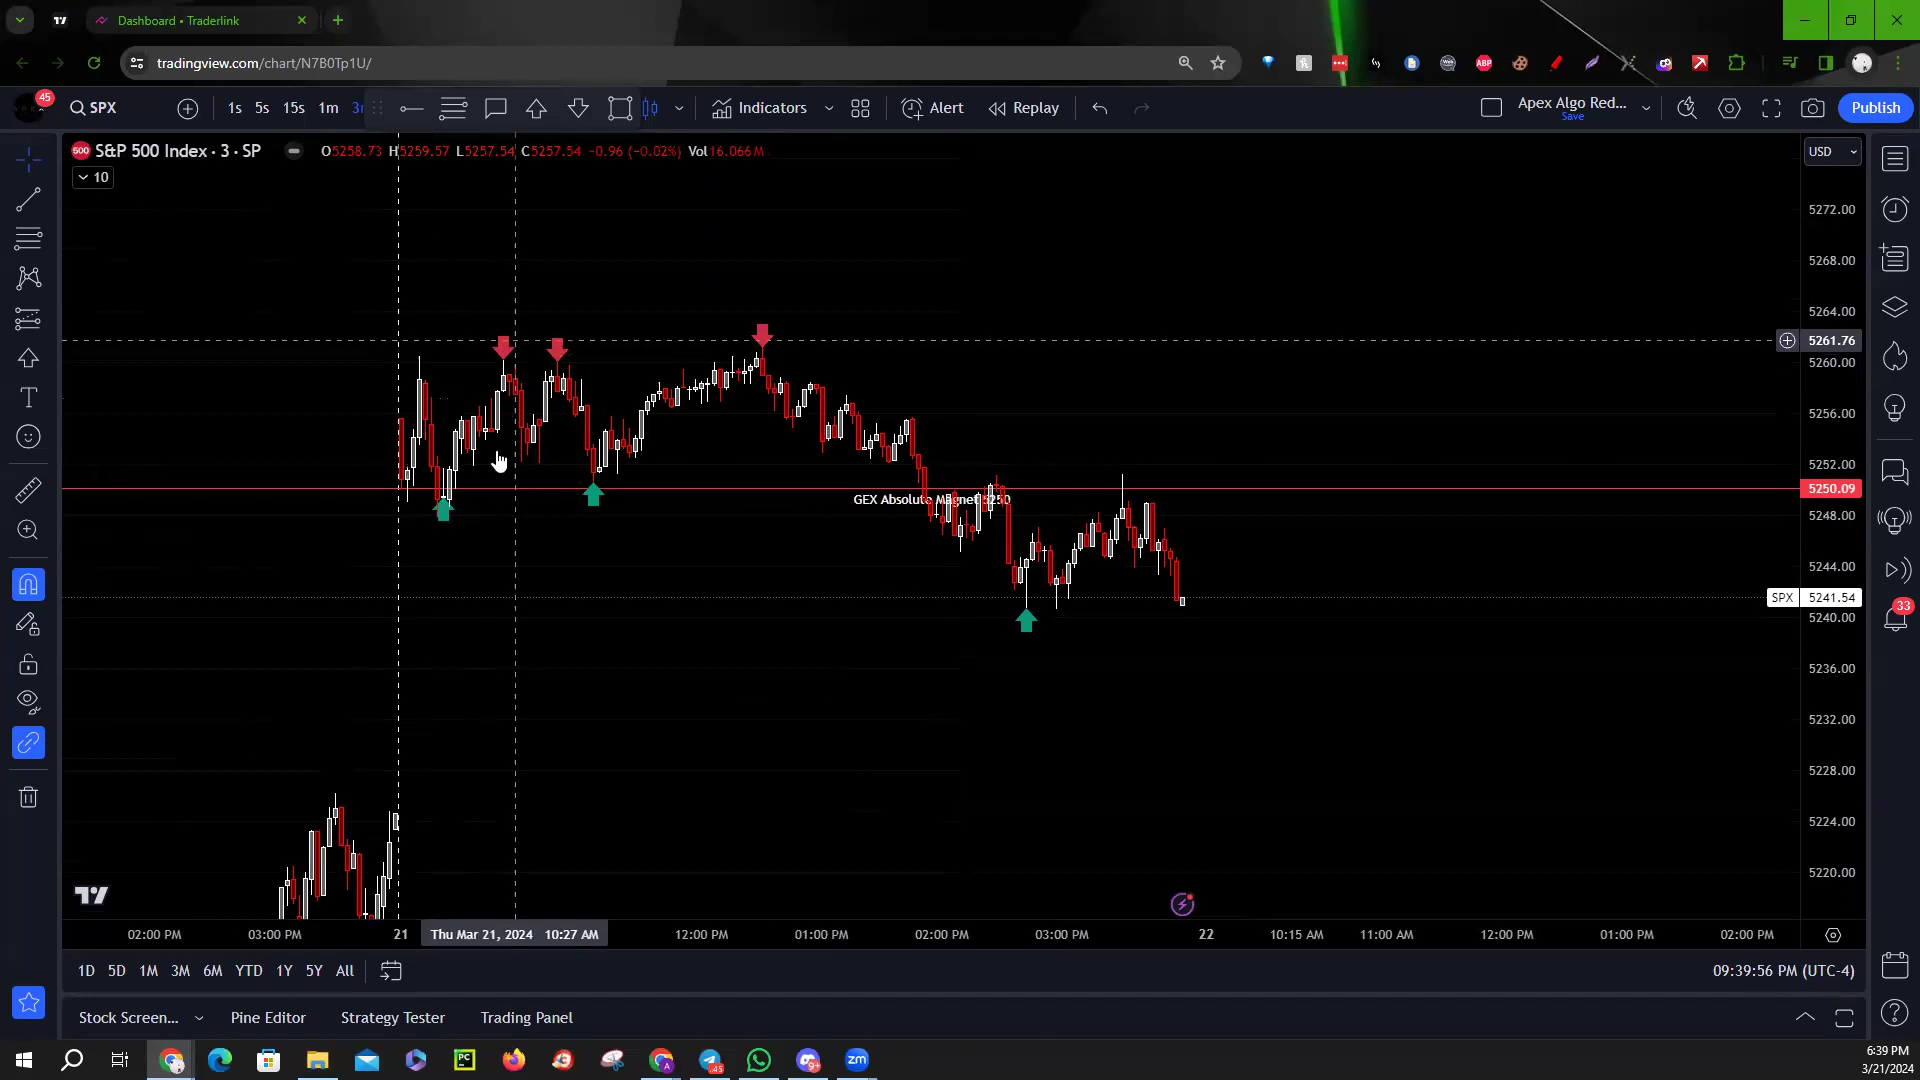 Dashboard • Traderlink
tradingview.com/chart/N7B0Tp1U/
45
SPX
1s 5s 15s 1m
Indicators
Alert
Replay
Apex Algo Red...
Save
Publish
500
S&P 500 Index · 3 · SP
O5258.73 H5259.57 L5257.54 C5257.54 -0.96 (-0.02%) Vol16.066M
USD
10
5272.00
5268.00
5264.00
5261.76
5260.00
5256.00
5252.00
5250.09
GEX Absolute Magnet 5250
5248.00
5244.00
SPX 5241.54
5240.00
5236.00
5232.00
5228.00
5224.00
5220.00
33
02:00 PM 03:00 PM 21 Thu Mar 21, 2024 10:27 AM 12:00 PM 01:00 PM 02:00 PM 03:00 PM 22 10:15 AM 11:00 AM 12:00 PM 01:00 PM 02:00 PM
1D 5D 1M 3M 6M YTD 1Y 5Y All
09:39:56 PM (UTC-4)
Stock Screen... Pine Editor Strategy Tester Trading Panel
6:39 PM
3/21/2024